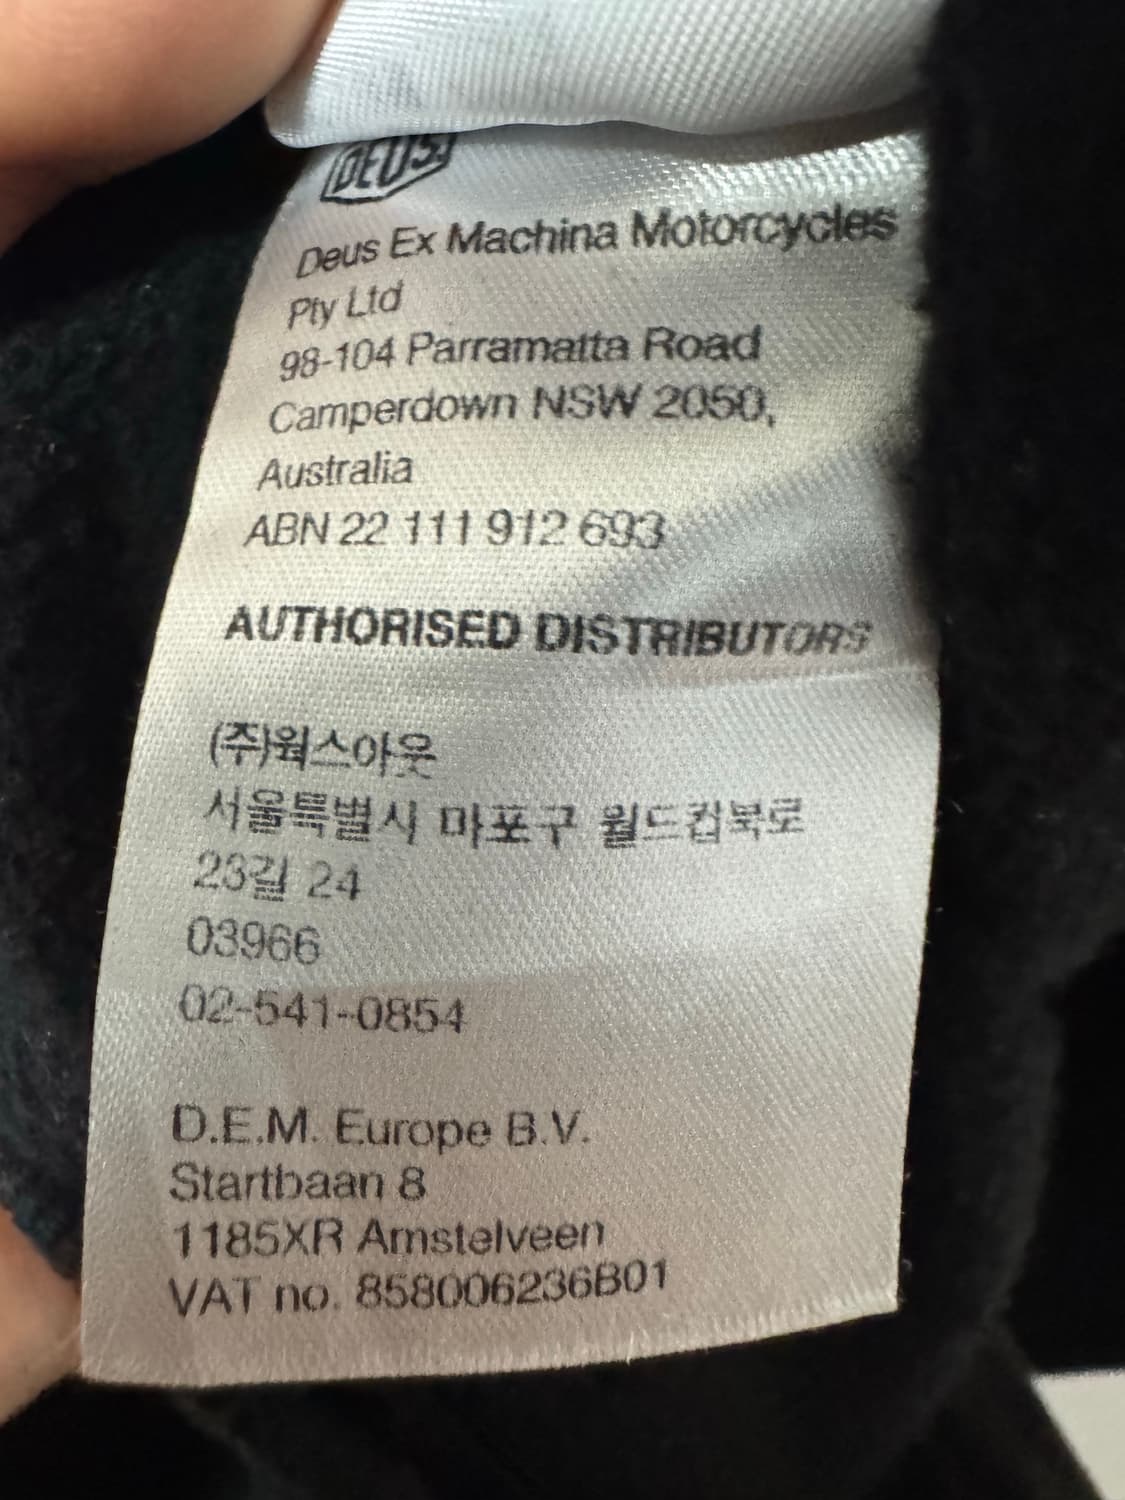 DEUS.
Deus Ex Machina Motorcycles
Pty Ltd
98-104 Parramatta Road
Camperdown NSW 2050,
Australia
ABN 22 111 912 693
AUTHORISED DISTRIBUTORS
(주)웍스아웃
서울특별시 마포구 월드컵북로
23길 24
03966
02-541-0854
D.E.M. Europe B.V.
Startbaan 8
1185XR Amstelveen
VAT no. 858006236B01